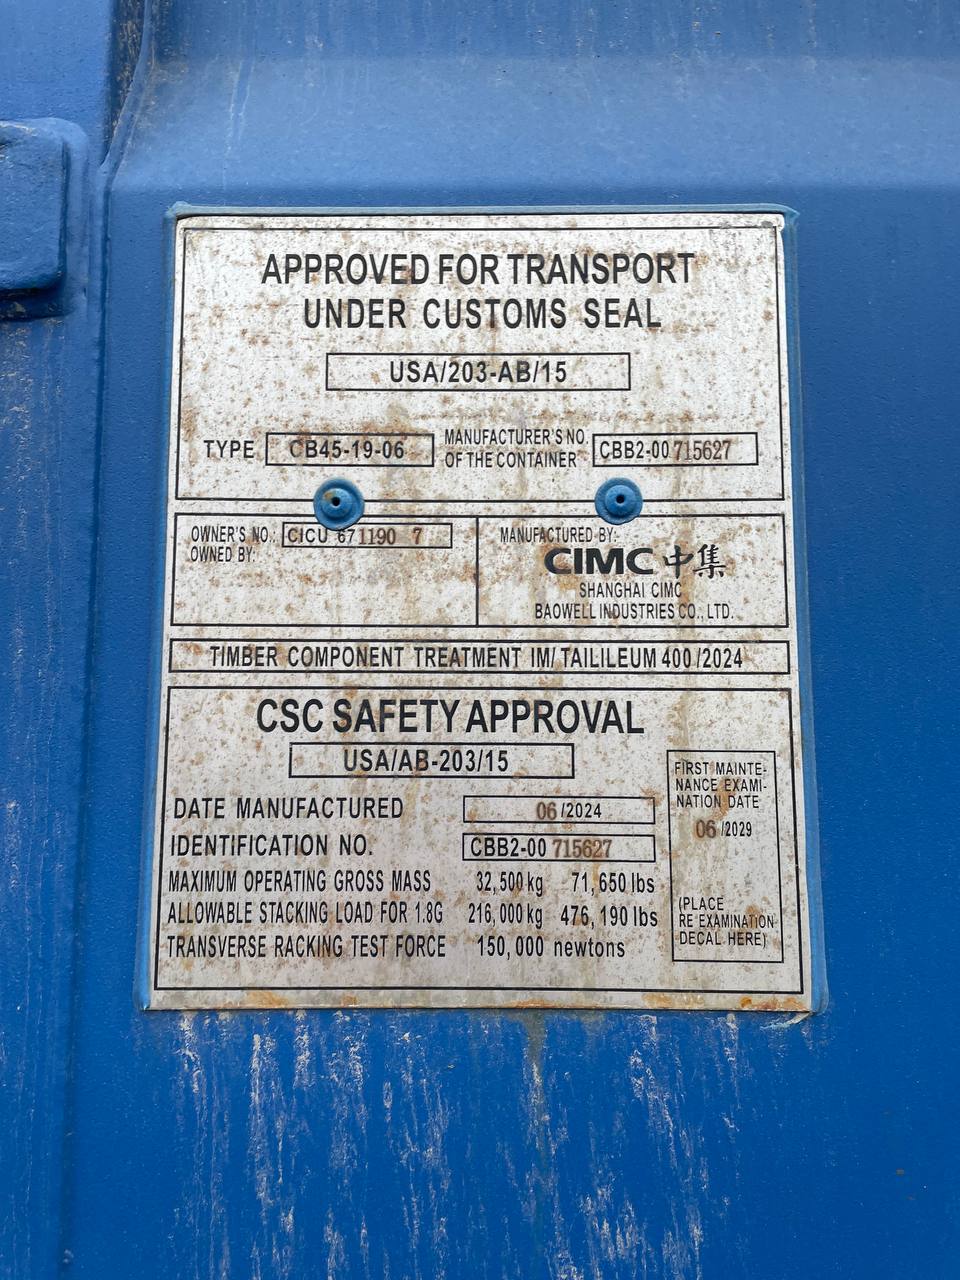 APPROVED FOR TRANSPORT
UNDER CUSTOMS SEAL
USA/203-AB/15
TYPE CB45-19-06 MANUFACTURER'S NO. OF THE CONTAINER CBB2-00 715627
OWNER'S NO.: CICU 671190 7
OWNED BY:
MANUFACTURED BY:
CIMC 中集
SHANGHAI CIMC
BAOWELL INDUSTRIES CO., LTD.
TIMBER COMPONENT TREATMENT IM/ TAILILEUM 400 /2024
CSC SAFETY APPROVAL
USA/AB-203/15
DATE MANUFACTURED 06 /2024
IDENTIFICATION NO. CBB2-00 715627
MAXIMUM OPERATING GROSS MASS 32,500 kg 71,650 lbs
ALLOWABLE STACKING LOAD FOR 1.8G 216,000 kg 476,190 lbs
TRANSVERSE RACKING TEST FORCE 150,000 newtons
FIRST MAINTE-
NANCE EXAMI-
NATION DATE
06 /2029
(PLACE
RE EXAMINATION
DECAL HERE)